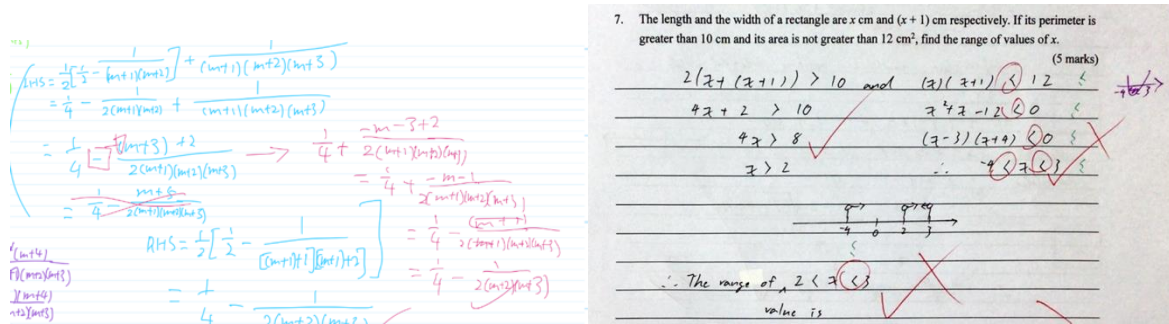 LHS = 1/2[1/2 - 1/((m+1)(m+2))] + 1/((m+1)(m+2)(m+3))
= 1/4 - 1/(2(m+1)(m+2)) + 1/((m+1)(m+2)(m+3))
= 1/4 - ((m+3)+2)/(2(m+1)(m+2)(m+3)) → 1/4 + (-m-3+2)/(2(m+1)(m+2)(m+3))
= 1/4 + (-m-1)/(2(m+1)(m+2)(m+3))
= 1/4 - (m+5)/(2(m+1)(m+2)(m+3))
= 1/4 - (m+1)/(2(m+1)(m+2)(m+3))
= 1/4 - 1/(2(m+2)(m+3))
RHS = 1/2[1/2 - 1/([(m+1)+1][(m+1)+2])]
= 1/4 - 1/(2(m+2)(m+3))
(m+4)
(m+2)(m+3)
(m+4)
7. The length and the width of a rectangle are x cm and (x + 1) cm respectively. If its perimeter is
greater than 10 cm and its area is not greater than 12 cm², find the range of values of x.
(5 marks)
2(x+(x+1)) > 10 and (x)(x+1) < 12 ≤
4x + 2 > 10 x²+x-12 < 0 ≤
4x > 8 (x-3)(x+4) < 0 ≤
x > 2 ∴ -4 < x < 3 ≤
-4 3
-4 0 2 3
≤
∴ The range of ^ 2 < x < 3
value is